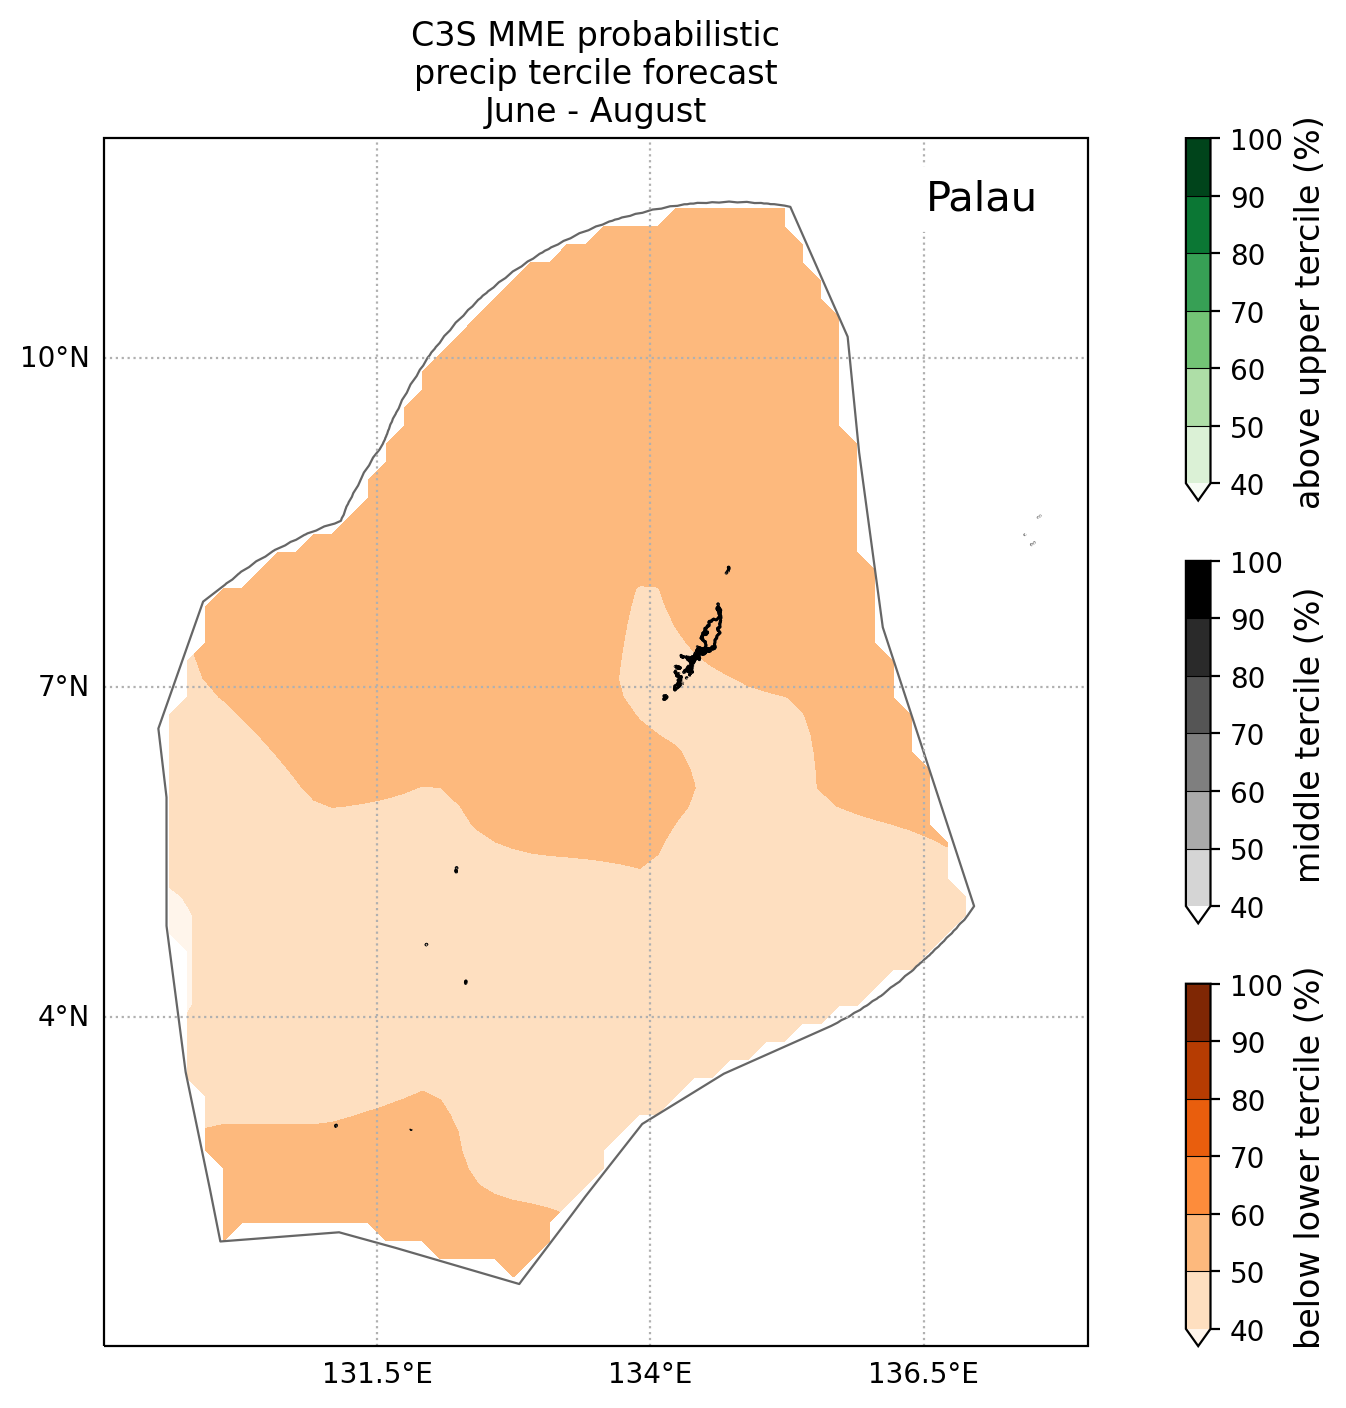 C3S MME probabilistic
precip tercile forecast
June - August
Palau
10°N
7°N
4°N
131.5°E
134°E
136.5°E
100
90
80
70
60
50
40
above upper tercile (%)
100
90
80
70
60
50
40
middle tercile (%)
100
90
80
70
60
50
40
below lower tercile (%)